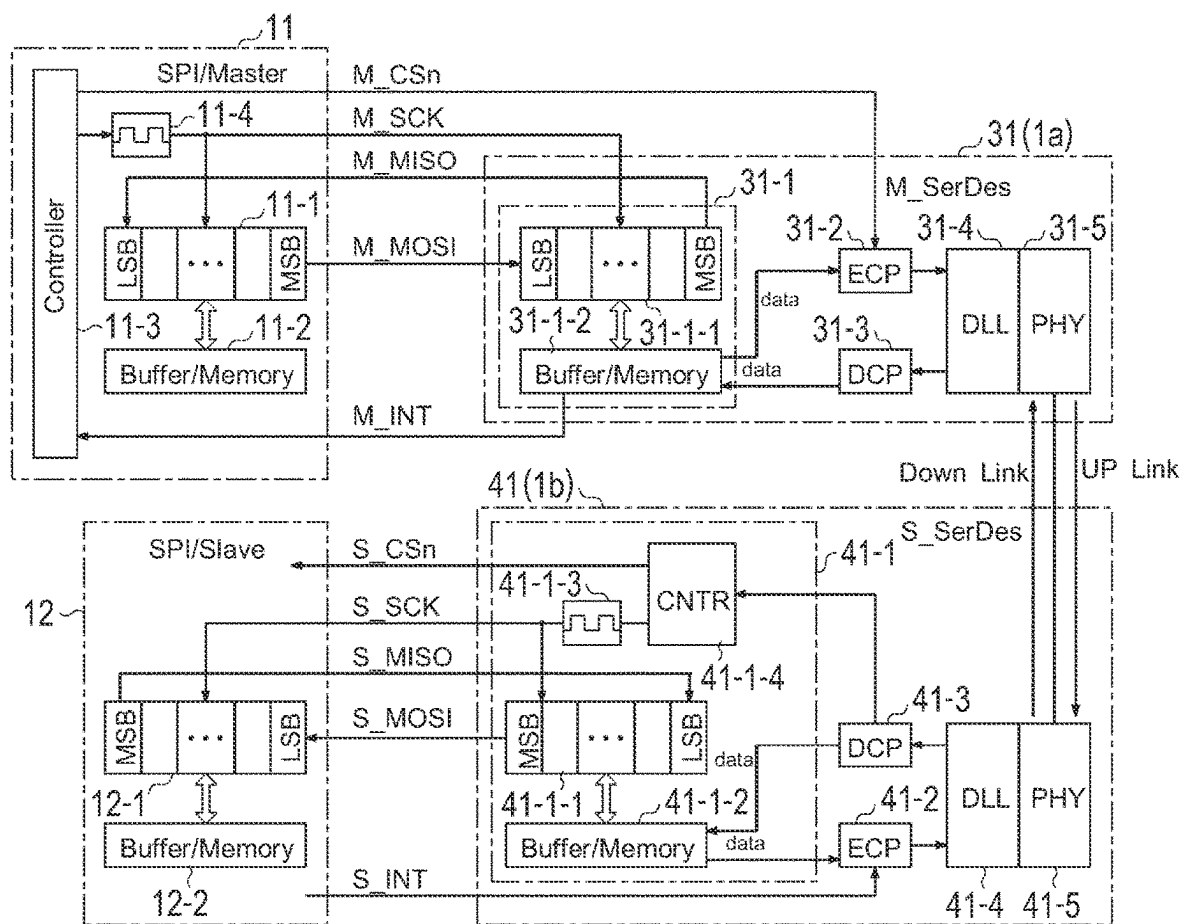 11
SPI/Master
M_CSn
11-4
M_SCK
31(1a)
M_MISO
M_SerDes
31-1
11-1
31-2
31-4
31-5
Controller
LSB
...
MSB
M_MOSI
LSB
...
MSB
ECP
data
DLL
PHY
11-3
11-2
31-1-2
31-1-1
31-3
Buffer/Memory
Buffer/Memory
data
DCP
M_INT
Down Link
UP Link
41(1b)
SPI/Slave
S_CSn
S_SerDes
41-1
41-1-3
CNTR
12
S_SCK
S_MISO
41-1-4
41-3
MSB
...
LSB
S_MOSI
MSB
...
LSB
DCP
data
DLL
PHY
12-1
41-1-1
41-1-2
41-2
Buffer/Memory
Buffer/Memory
data
ECP
12-2
S_INT
41-4
41-5